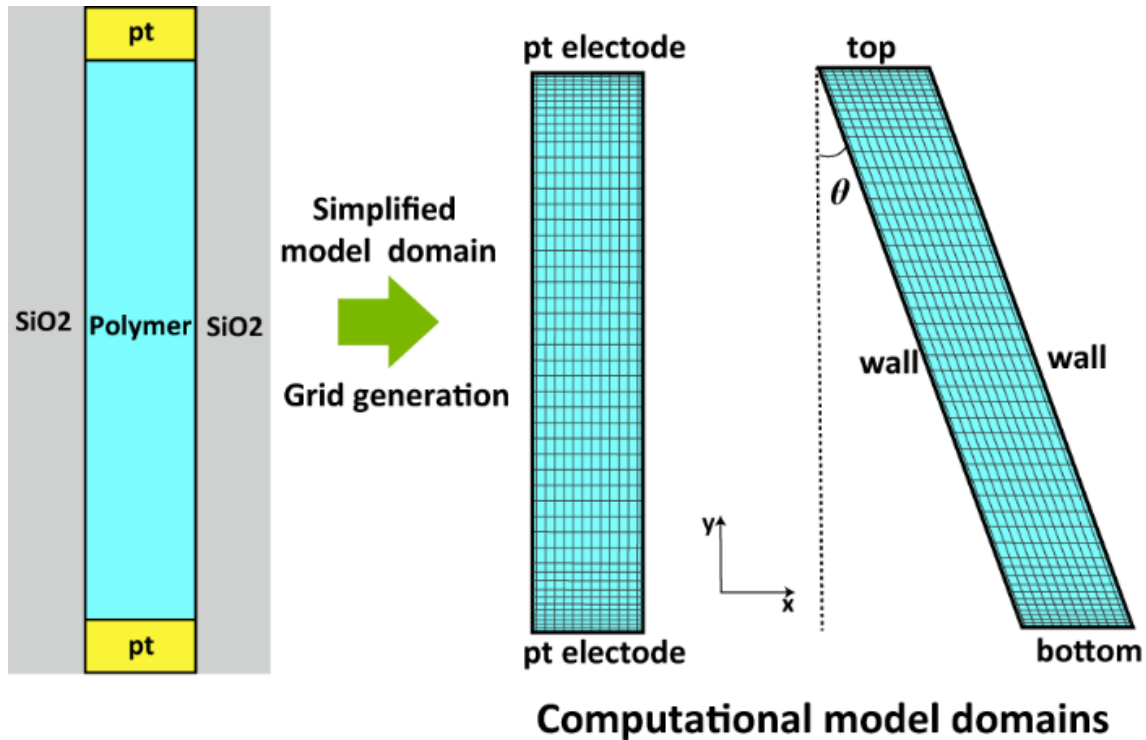 pt
SiO2
Polymer
SiO2
pt
Simplified
model domain
Grid generation
pt electode
pt electode
y
x
top
θ
wall
wall
bottom
Computational model domains